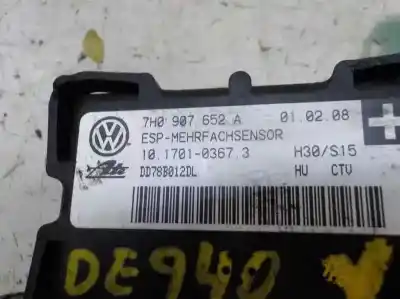 7H0 907 652 A 01.02.08
ESP-MEHRFACHSENSOR
10.1701-0367.3 H30/S15
DD78B012DL HU CTV
DE940